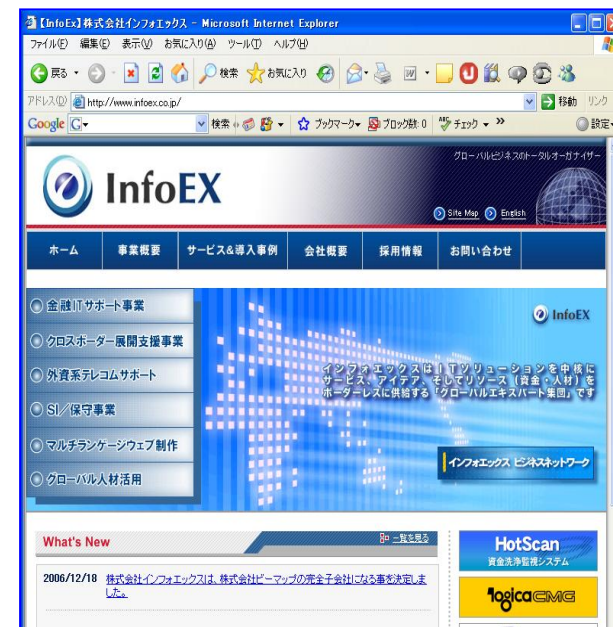 【InfoEx】株式会社インフォエックス - Microsoft Internet Explorer
ファイル(F) 編集(E) 表示(V) お気に入り(A) ツール(T) ヘルプ(H)
戻る 検索 お気に入り
アドレス(D) http://www.infoex.co.jp/ 移動 リンク
Google G 検索 ブックマーク ブロック数: 0 チェック 設定
グローバルビジネスのトータルオーガナイザー
InfoEX
Site Map English
ホーム 事業概要 サービス&導入事例 会社概要 採用情報 お問い合わせ
金融ITサポート事業
InfoEX
クロスボーダー展開支援事業
外資系テレコムサポート
インフォエックスはITソリューションを中核に
サービス、アイデア、そしてリソース(資金・人材)を
ボーダーレスに供給する「グローバルエキスパート集団」です
SI/保守事業
マルチランゲージウェブ制作
インフォエックス ビジネスネットワーク
グローバル人材活用
What's New 一覧を見る
HotScan
資金洗浄監視システム
2006/12/18 株式会社インフォエックスは、株式会社ビーマップの完全子会社になる事を決定しま
した。
logicaCMG